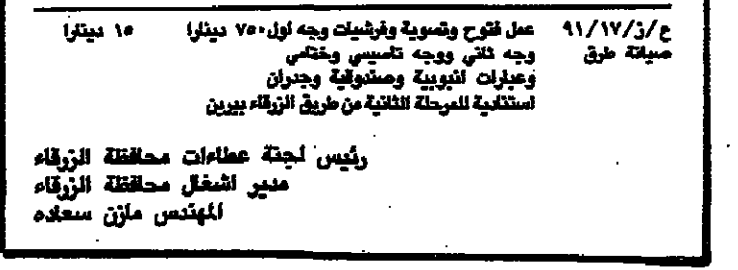 ع/ز/٩١/١٧ عمل فتوح وتسوية وفرشيات وجه اول ٧٥٠ دينارا ١٥ دينارا
صيانة طرق وجه ثاني ووجه تاسيسي وختامي
وعبارات انبوبية وصندوقية وجدران
استنادية للمرحلة الثانية من طريق الزرقاء بيرين
رئيس لجنة عطاءات محافظة الزرقاء
مدير اشغال محافظة الزرقاء
المهندس مازن سعاده